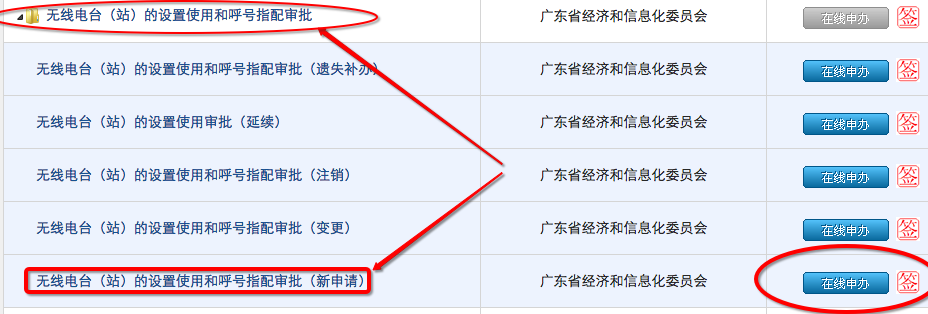 无线电台（站）的设置使用和呼号指配审批 广东省经济和信息化委员会 在线申办 签
无线电台（站）的设置使用和呼号指配审批（遗失补办） 广东省经济和信息化委员会 在线申办 签
无线电台（站）的设置使用审批（延续） 广东省经济和信息化委员会 在线申办 签
无线电台（站）的设置使用和呼号指配审批（注销） 广东省经济和信息化委员会 在线申办 签
无线电台（站）的设置使用和呼号指配审批（变更） 广东省经济和信息化委员会 在线申办 签
无线电台（站）的设置使用和呼号指配审批（新申请） 广东省经济和信息化委员会 在线申办 签